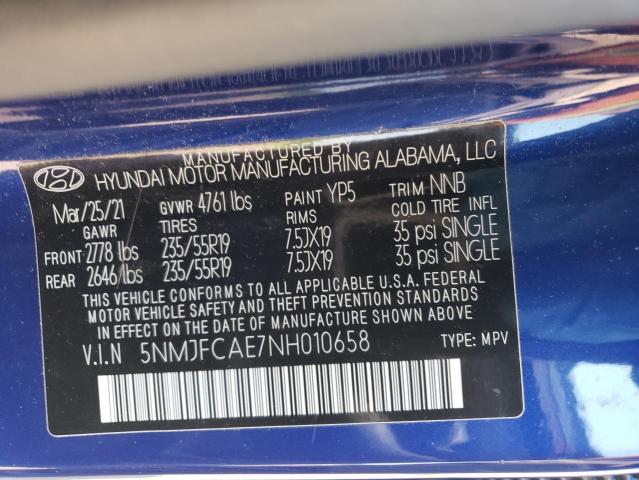 MANUFACTURED BY
HYUNDAI MOTOR MANUFACTURING ALABAMA, LLC
Mar/25/21 GVWR 4761 lbs PAINT YP5 TRIM NNB
GAWR TIRES RIMS COLD TIRE INFL
FRONT 2778 lbs 235/55R19 7.5JX19 35 psi SINGLE
REAR 2646 lbs 235/55R19 7.5JX19 35 psi SINGLE
THIS VEHICLE CONFORMS TO ALL APPLICABLE U.S.A. FEDERAL
MOTOR VEHICLE SAFETY AND THEFT PREVENTION STANDARDS
IN EFFECT ON THE DATE OF MANUFACTURE SHOWN ABOVE.
V.I.N 5NMJFCAE7NH010658 TYPE: MPV